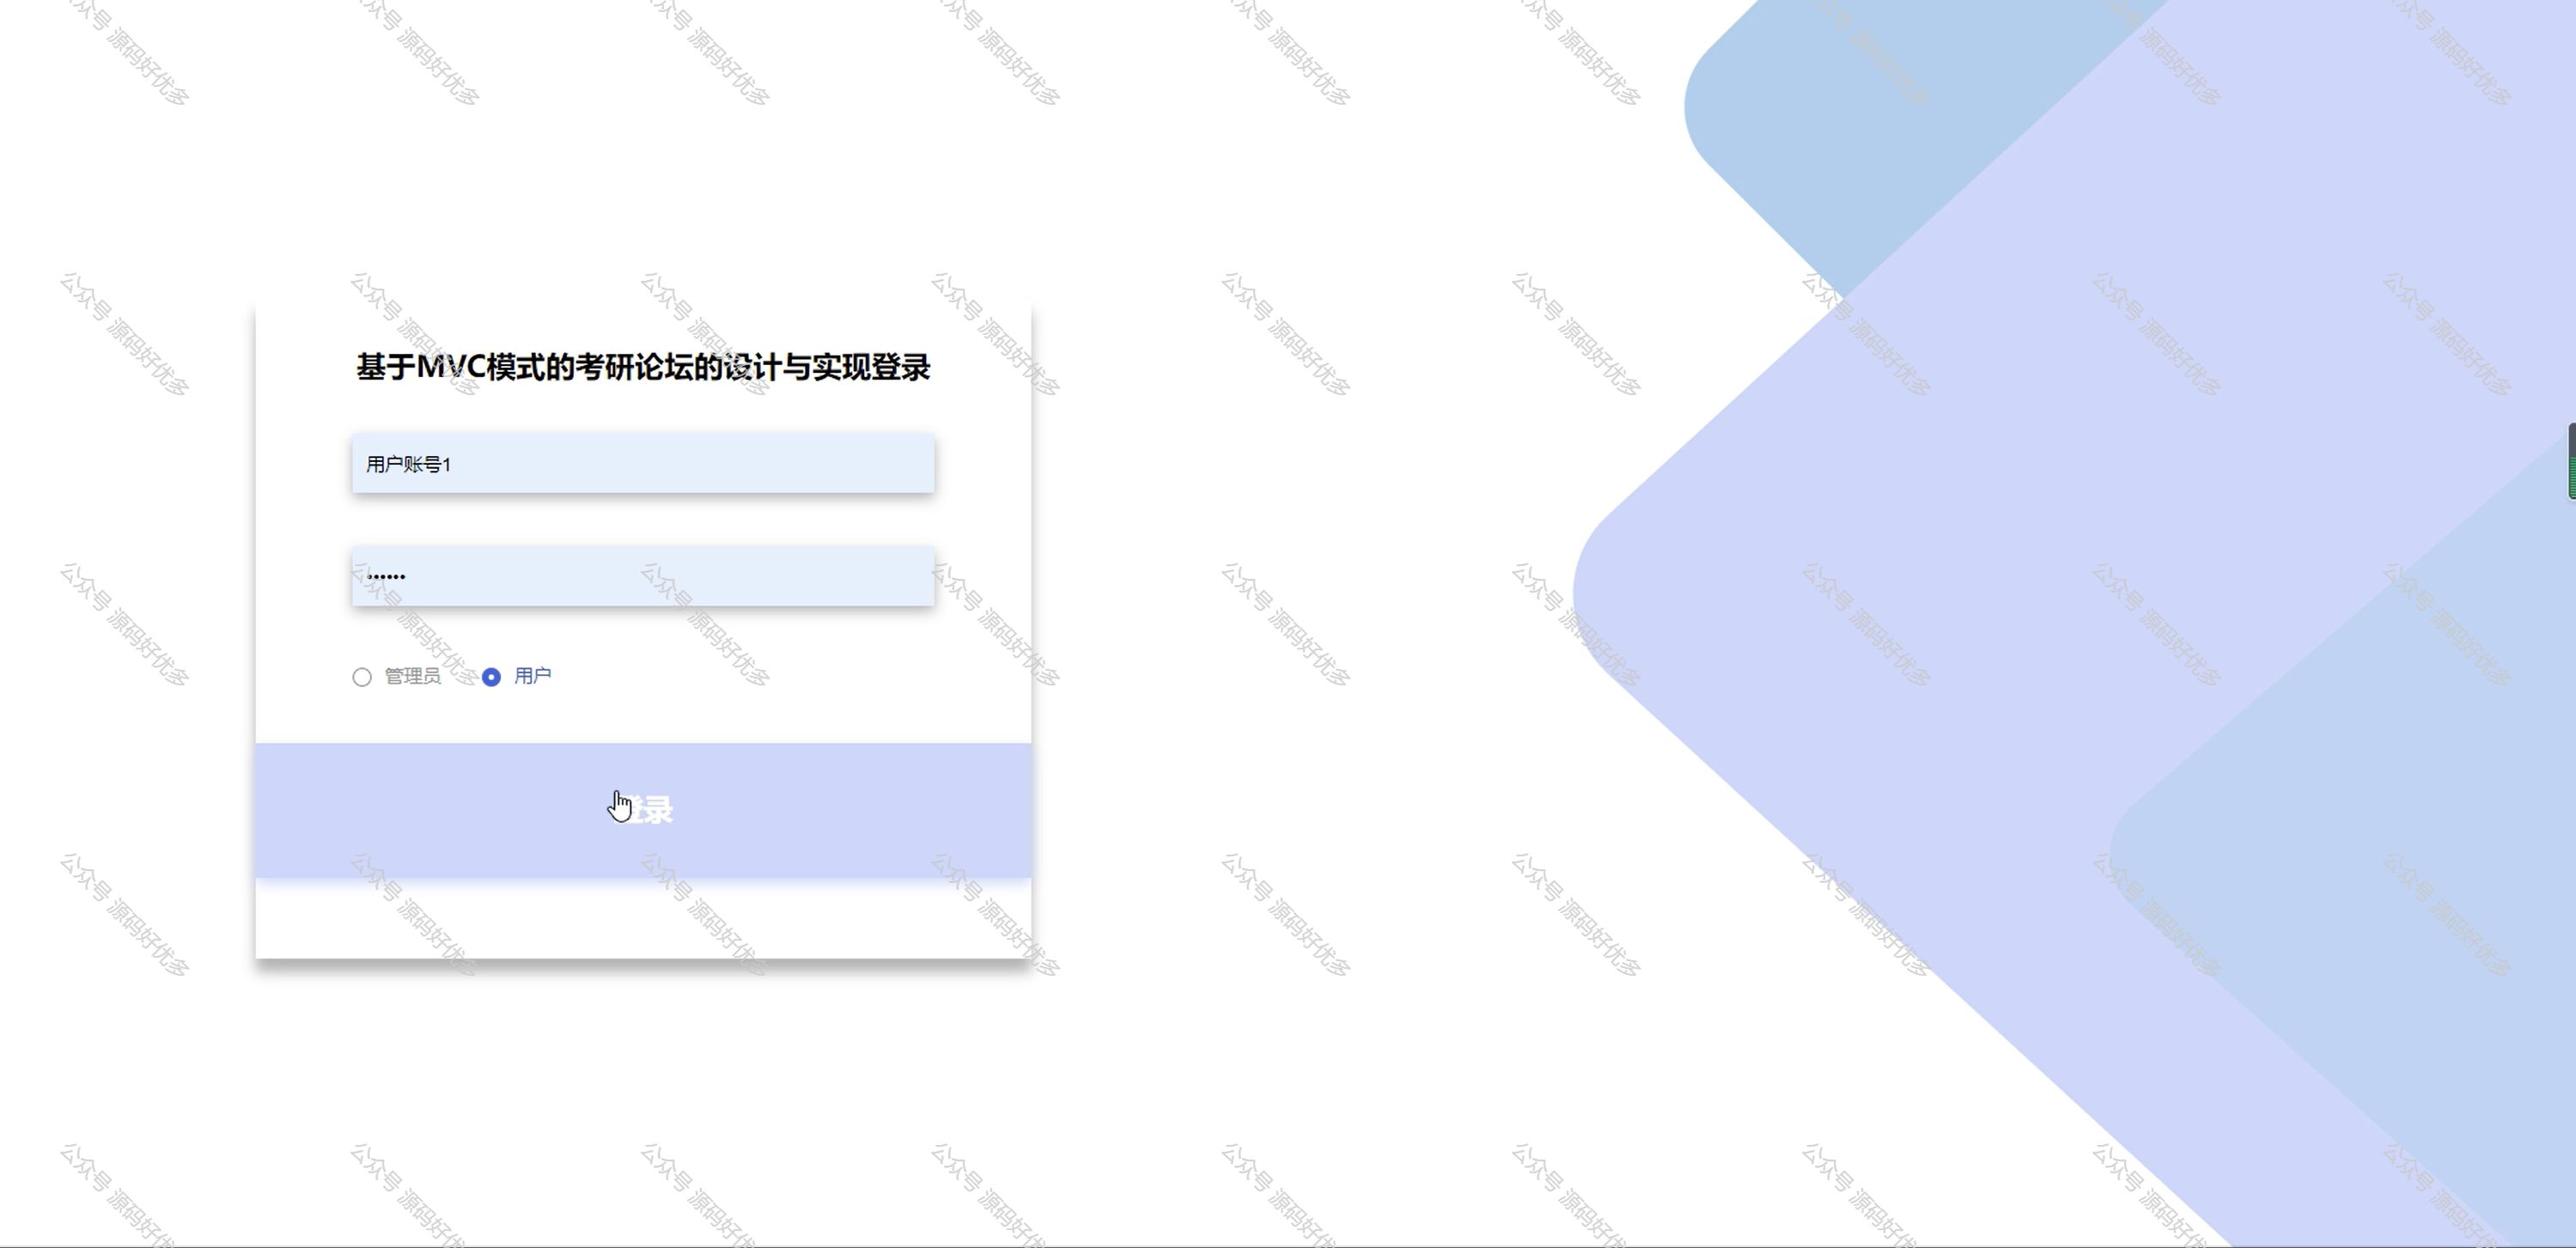 基于MVC模式的考研论坛的设计与实现登录
用户账号1
••••••
管理员 用户
登录
公众号 源码好优多